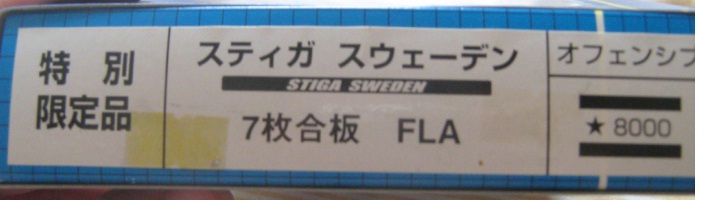 特別
限定品
スティガ スウェーデン
STIGA SWEDEN
7枚合板 FLA
オフェンシブ
★ 8000